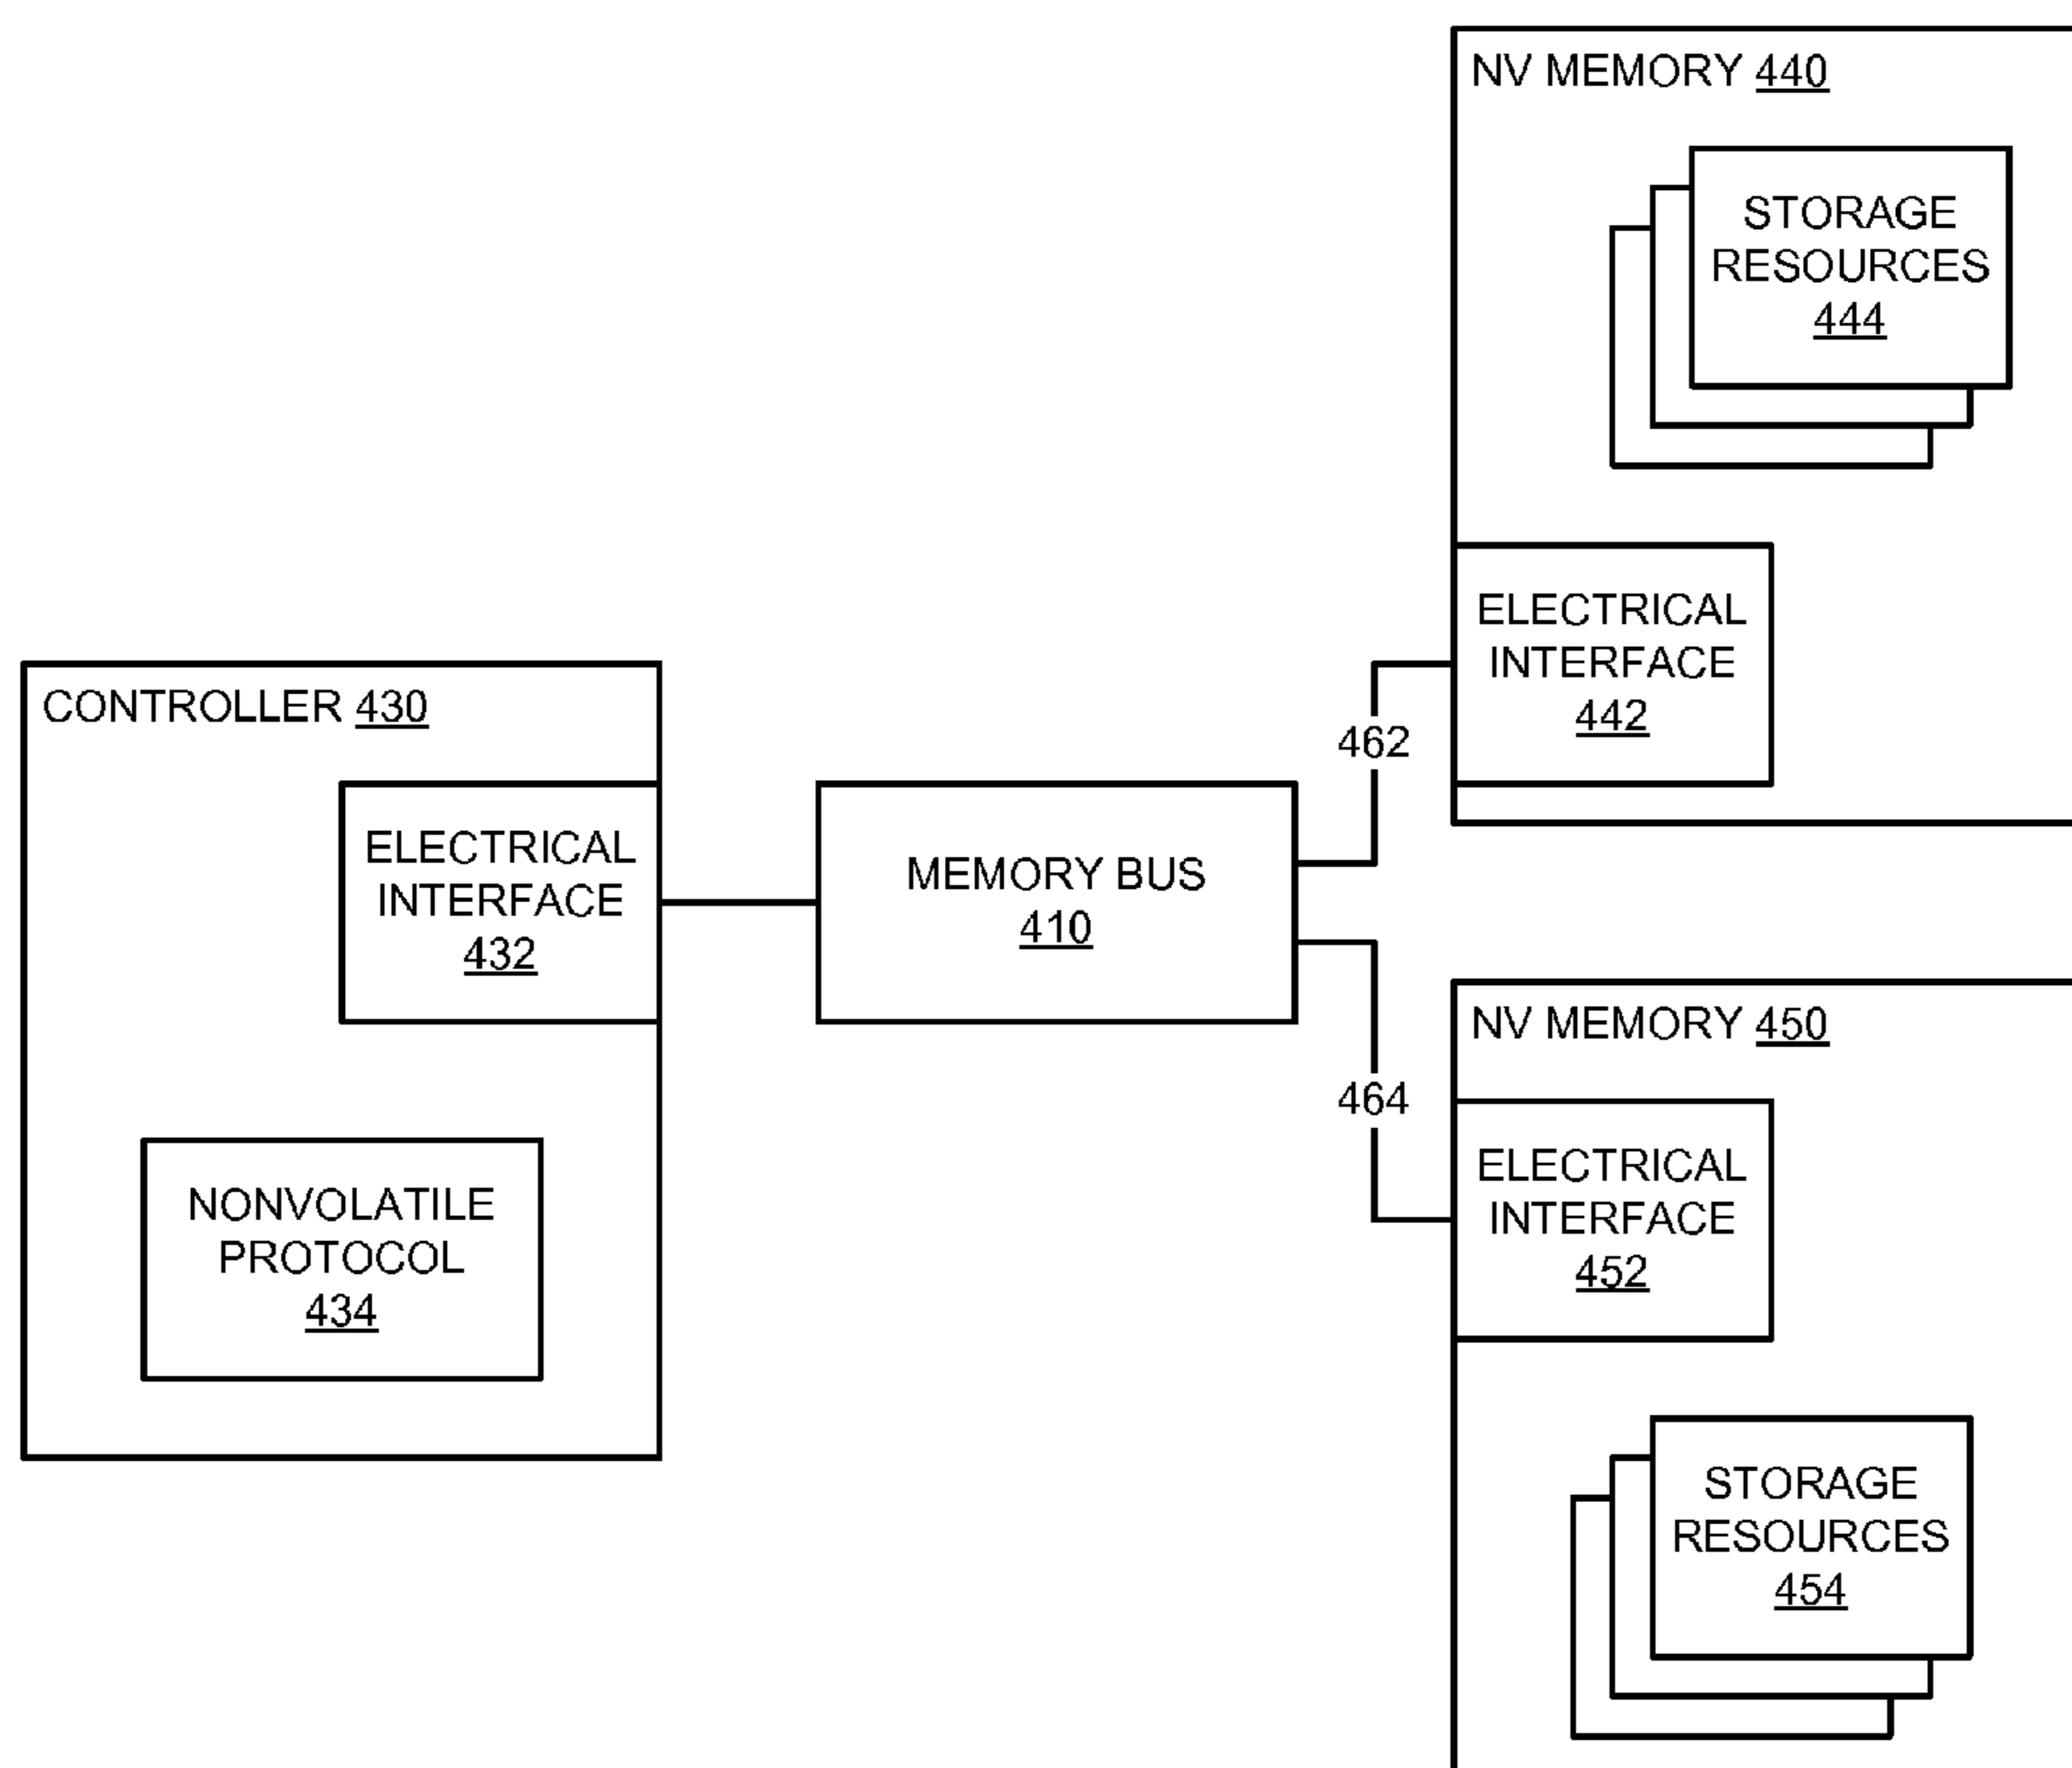 NV MEMORY 440
STORAGE
RESOURCES
444
ELECTRICAL
INTERFACE
442
462
CONTROLLER 430
ELECTRICAL
INTERFACE
432
NONVOLATILE
PROTOCOL
434
MEMORY BUS
410
464
NV MEMORY 450
ELECTRICAL
INTERFACE
452
STORAGE
RESOURCES
454